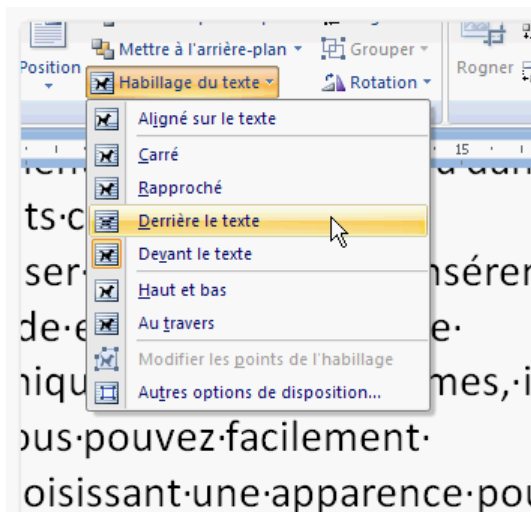 Mettre à l'arrière-plan
Grouper
Position
Habillage du texte
Rotation
Rogner
Aligné sur le texte
15
Carré
Rapproché
ts·c
Derrière le texte
Devant le texte
ser·
nsérer
Haut et bas
Au travers
de·e
e·
Modifier les points de l'habillage
niqu
mes,·i
Autres options de disposition...
ous·pouvez·facilement·
oisissant·une·apparence·pou